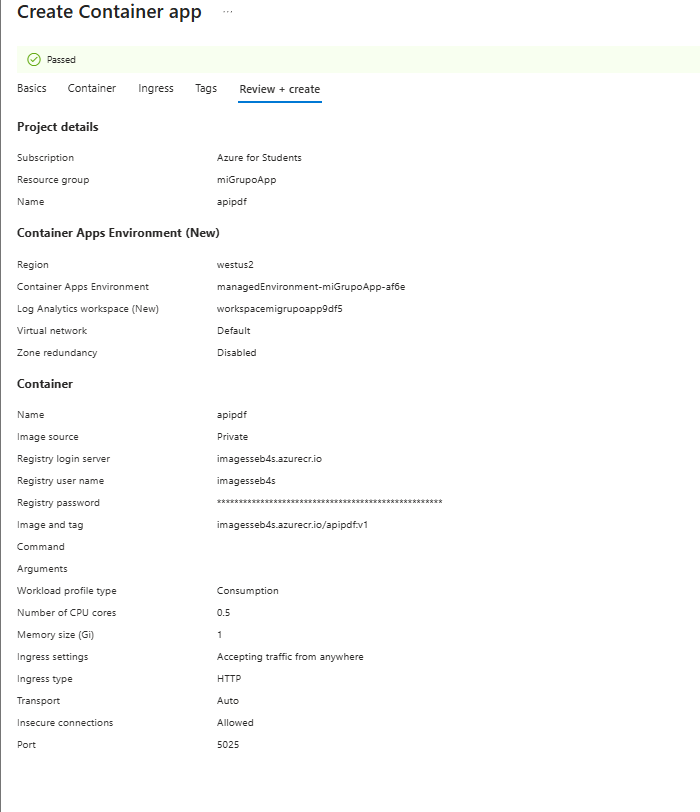 Create Container app ...
Passed
Basics Container Ingress Tags Review + create
Project details
Subscription Azure for Students
Resource group miGrupoApp
Name apipdf
Container Apps Environment (New)
Region westus2
Container Apps Environment managedEnvironment-miGrupoApp-af6e
Log Analytics workspace (New) workspacemigrupoapp9df5
Virtual network Default
Zone redundancy Disabled
Container
Name apipdf
Image source Private
Registry login server imagesseb4s.azurecr.io
Registry user name imagesseb4s
Registry password ****************************************************
Image and tag imagesseb4s.azurecr.io/apipdf:v1
Command
Arguments
Workload profile type Consumption
Number of CPU cores 0.5
Memory size (Gi) 1
Ingress settings Accepting traffic from anywhere
Ingress type HTTP
Transport Auto
Insecure connections Allowed
Port 5025